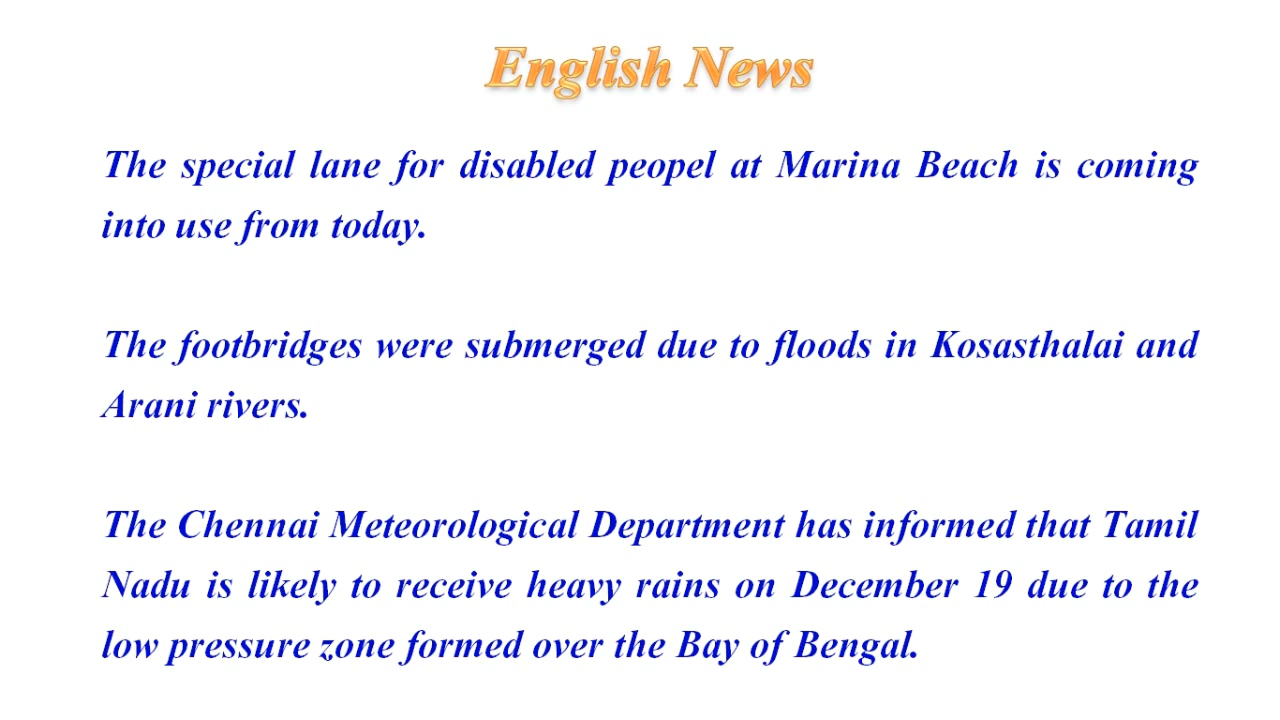 English News
The special lane for disabled peopel at Marina Beach is coming
into use from today.
The footbridges were submerged due to floods in Kosasthalai and
Arani rivers.
The Chennai Meteorological Department has informed that Tamil
Nadu is likely to receive heavy rains on December 19 due to the
low pressure zone formed over the Bay of Bengal.